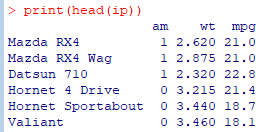 > print(head(ip))
am wt mpg
Mazda RX4 1 2.620 21.0
Mazda RX4 Wag 1 2.875 21.0
Datsun 710 1 2.320 22.8
Hornet 4 Drive 0 3.215 21.4
Hornet Sportabout 0 3.440 18.7
Valiant 0 3.460 18.1